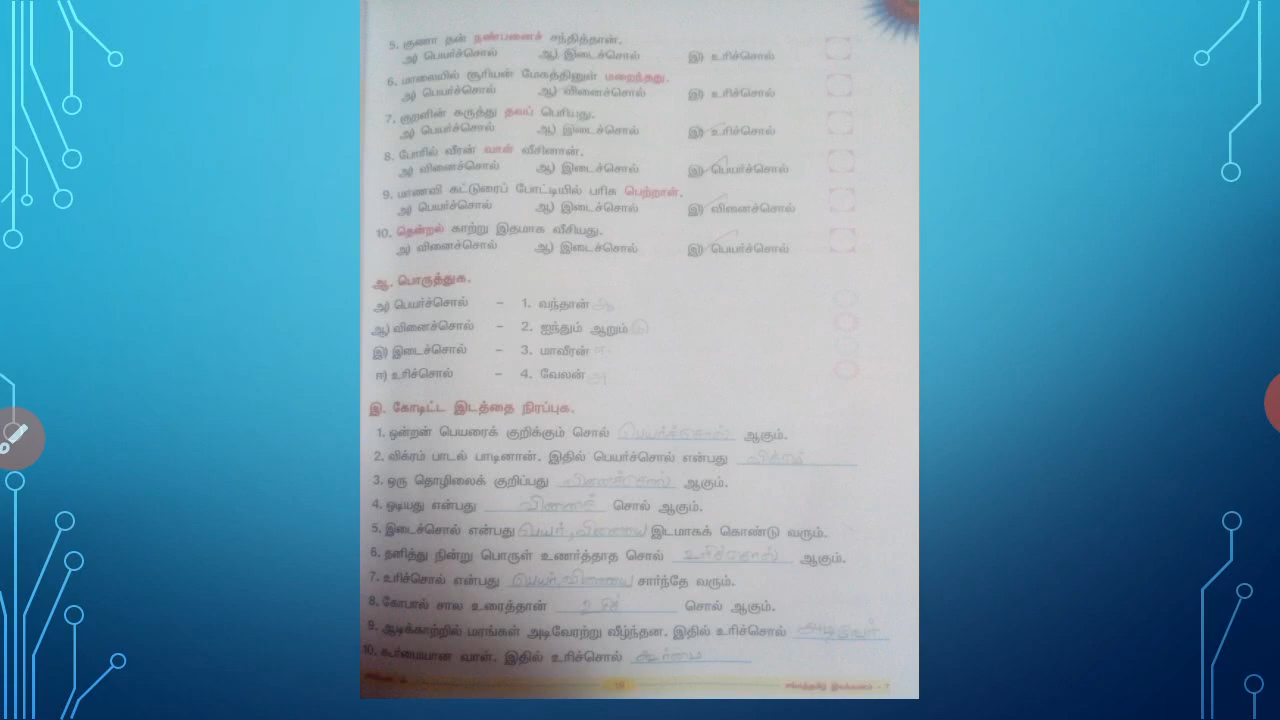 5. குணா தன் நண்பனைச் சந்தித்தான்.
அ) பெயர்ச்சொல் ஆ) இடைச்சொல் இ) உரிச்சொல்
6. மாலையில் சூரியன் மேகத்தினுள் மறைந்தது.
அ) பெயர்ச்சொல் ஆ) வினைச்சொல் இ) உரிச்சொல்
7. குறளின் கருத்து தவப் பெரியது.
அ) பெயர்ச்சொல் ஆ) இடைச்சொல் இ) உரிச்சொல்
8. போரில் வீரன் வாள் வீசினான்.
அ) வினைச்சொல் ஆ) இடைச்சொல் இ) பெயர்ச்சொல்
9. மாணவி கட்டுரைப் போட்டியில் பரிசு பெற்றாள்.
அ) பெயர்ச்சொல் ஆ) இடைச்சொல் இ) வினைச்சொல்
10. தென்றல் காற்று இதமாக வீசியது.
அ) வினைச்சொல் ஆ) இடைச்சொல் இ) பெயர்ச்சொல்
ஆ. பொருத்துக.
அ) பெயர்ச்சொல் – 1. வந்தான் ஆ
ஆ) வினைச்சொல் – 2. ஐந்தும் ஆறும் இ
இ) இடைச்சொல் – 3. மாவீரன் ஈ
ஈ) உரிச்சொல் – 4. வேலன் அ
இ. கோடிட்ட இடத்தை நிரப்புக.
1. ஒன்றன் பெயரைக் குறிக்கும் சொல் பெயர்ச்சொல் ஆகும்.
2. விக்ரம் பாடல் பாடினான். இதில் பெயர்ச்சொல் என்பது விக்ரம்
3. ஒரு தொழிலைக் குறிப்பது வினைச்சொல் ஆகும்.
4. ஓடியது என்பது வினைச் சொல் ஆகும்.
5. இடைச்சொல் என்பது பெயர், வினையை இடமாகக் கொண்டு வரும்.
6. தனித்து நின்று பொருள் உணர்த்தாத சொல் உரிச்சொல் ஆகும்.
7. உரிச்சொல் என்பது பெயர், வினையை சார்ந்தே வரும்.
8. கோபால் சால உரைத்தான் உரிச் சொல் ஆகும்.
9. ஆடிக்காற்றில் மரங்கள் அடிவேரற்று வீழ்ந்தன. இதில் உரிச்சொல்
10. கூர்மையான வாள். இதில் உரிச்சொல் கூர்மை